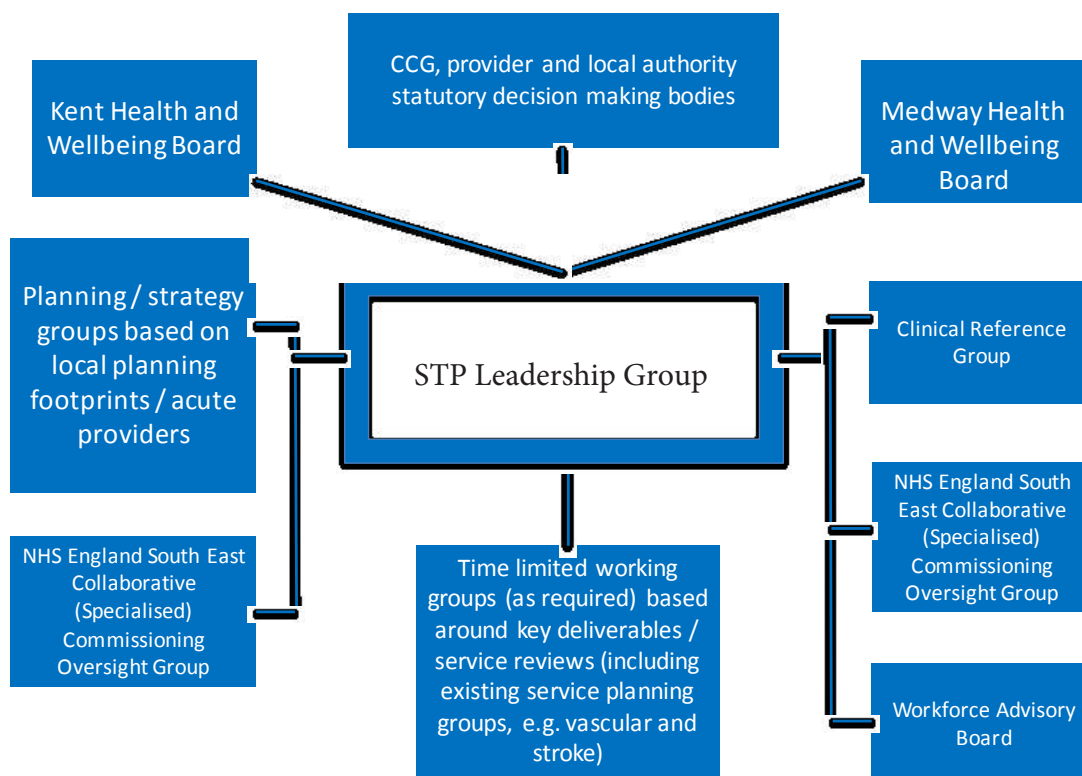 CCG, provider and local authority
statutory decision making bodies
Kent Health and
Wellbeing Board
Medway Health
and Wellbeing
Board
Planning / strategy
groups based on
local planning
footprints / acute
providers
STP Leadership Group
Clinical Reference
Group
NHS England South East
Collaborative
(Specialised)
Commissioning
Oversight Group
Time limited working
groups (as required) based
around key deliverables /
service reviews (including
existing service planning
groups, e.g. vascular and
stroke)
NHS England South
East Collaborative
(Specialised)
Commissioning
Oversight Group
Workforce Advisory
Board